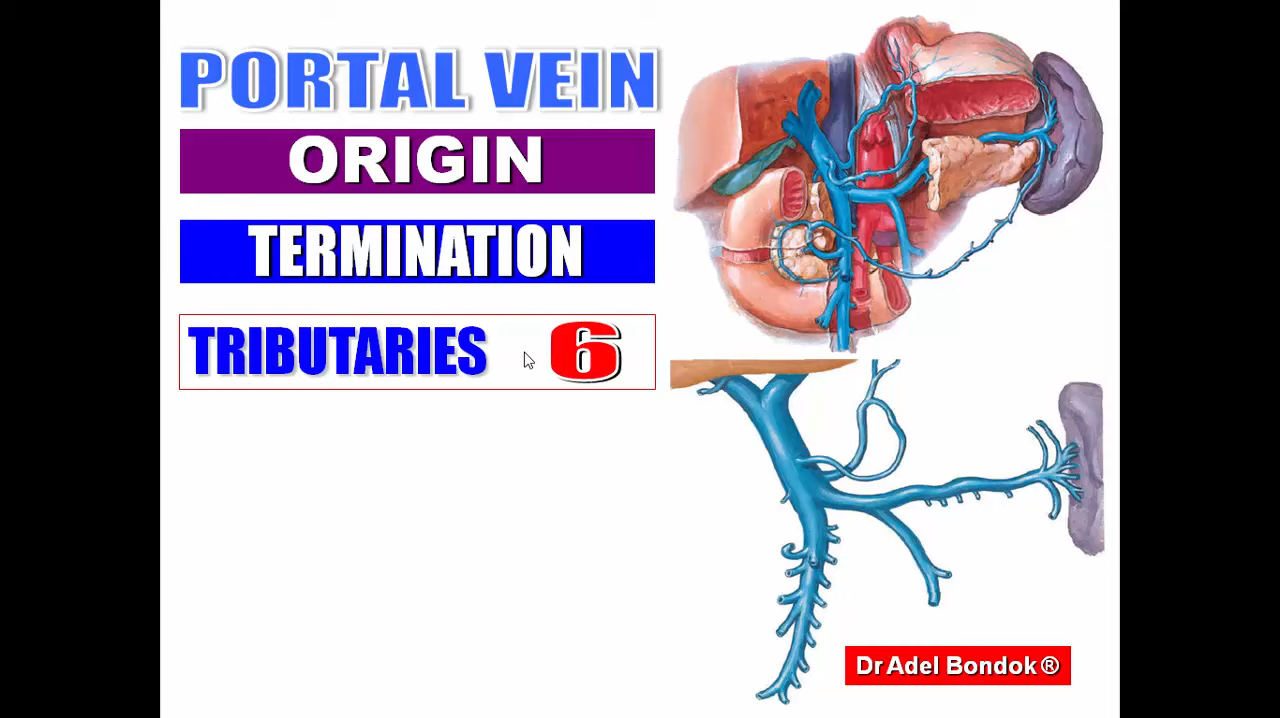 PORTAL VEIN
ORIGIN
TERMINATION
TRIBUTARIES 6
Dr Adel Bondok ®